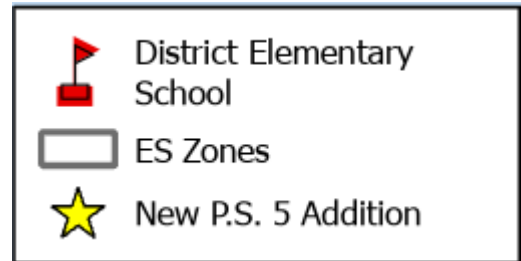 District Elementary
School
ES Zones
New P.S. 5 Addition